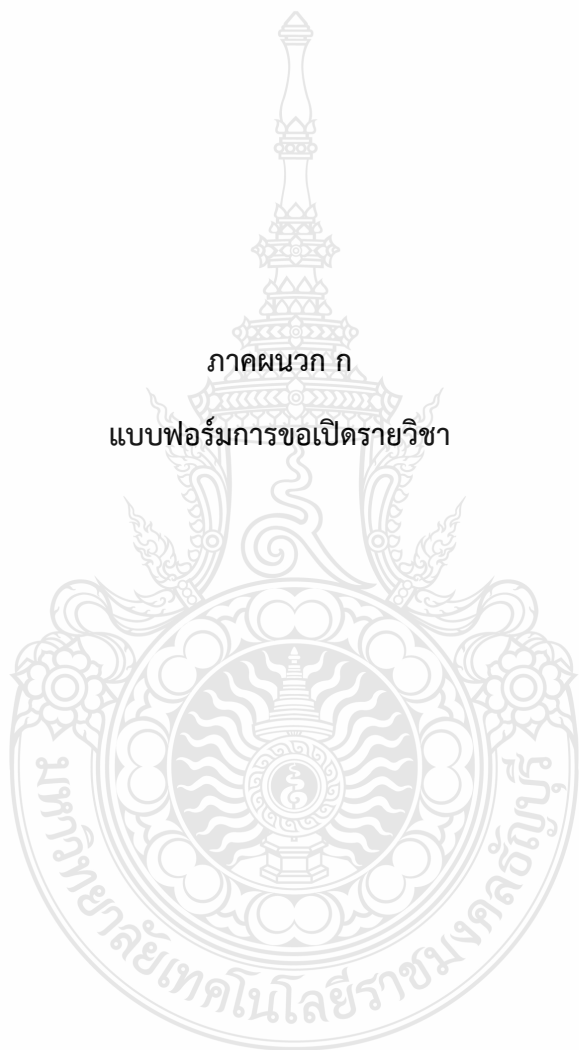 ภาคผนวก ก
แบบฟอร์มการขอเปิดรายวิชา
มหาวิทยาลัยเทคโนโลยีราชมงคลธัญบุรี